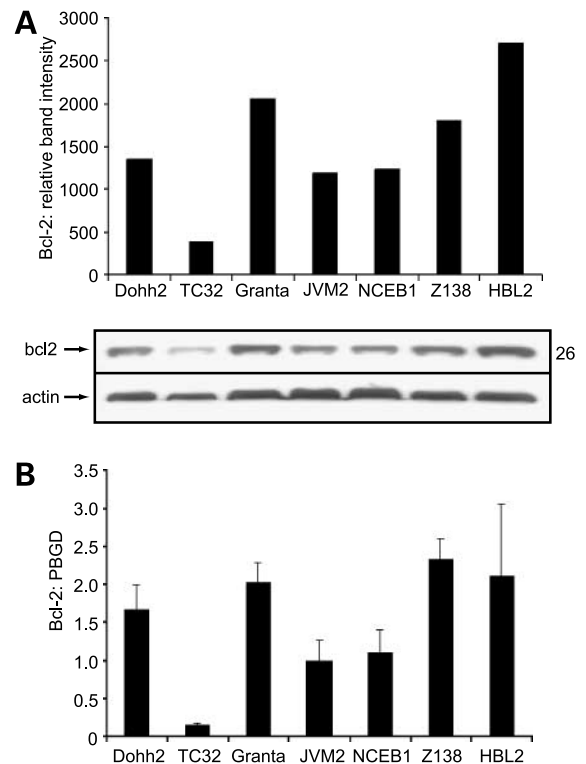 A
Bcl-2: relative band intensity
3000
2500
2000
1500
1000
500
0
Dohh2 TC32 Granta JVM2 NCEB1 Z138 HBL2
bcl2
26
actin
B
Bcl-2: PBGD
3.5
3.0
2.5
2.0
1.5
1.0
0.5
0
Dohh2 TC32 Granta JVM2 NCEB1 Z138 HBL2